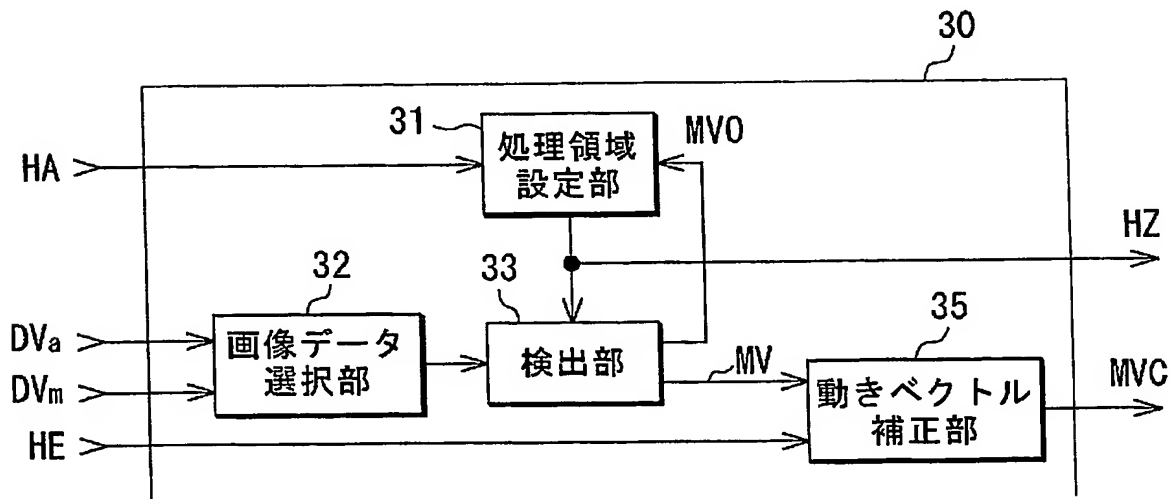 30
31
処理領域
設定部
MV0
HA
HZ
32
33
画像データ
選択部
検出部
MV
35
動きベクトル
補正部
DVa
DVm
HE
MVC